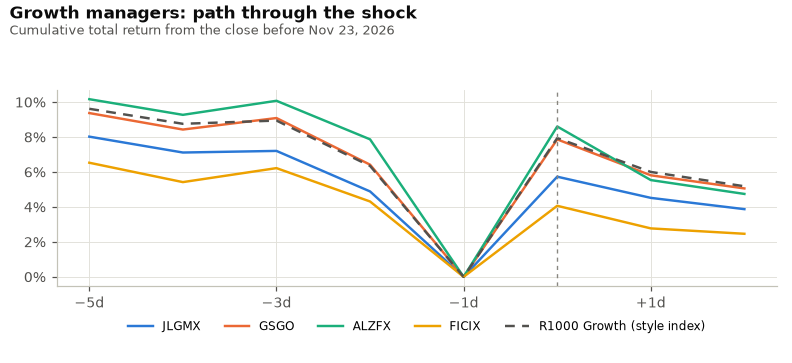 Growth managers: path through the shock
Cumulative total return from the close before Nov 23, 2026
10%
8%
6%
4%
2%
0%
−5d −3d −1d +1d
JLGMX GSGO ALZFX FICIX R1000 Growth (style index)